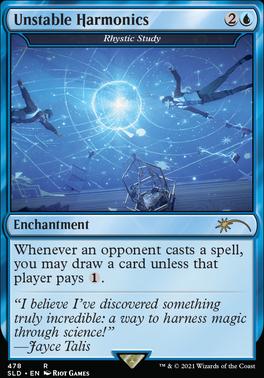 Unstable Harmonics 2
Rhystic Study
Enchantment
Whenever an opponent casts a spell,
you may draw a card unless that
player pays 1.
“I believe I’ve discovered something
truly incredible: a way to harness magic
through science!”
—Jayce Talis
478 R
SLD • EN Riot Games
™ & © 2021 Wizards of the Coast